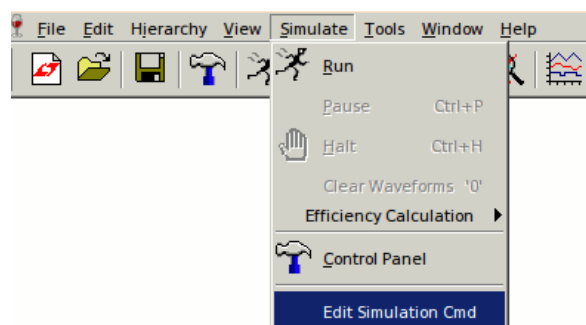 File Edit Hierarchy View Simulate Tools Window Help
Run
Pause Ctrl+P
Halt Ctrl+H
Clear Waveforms '0'
Efficiency Calculation
Control Panel
Edit Simulation Cmd